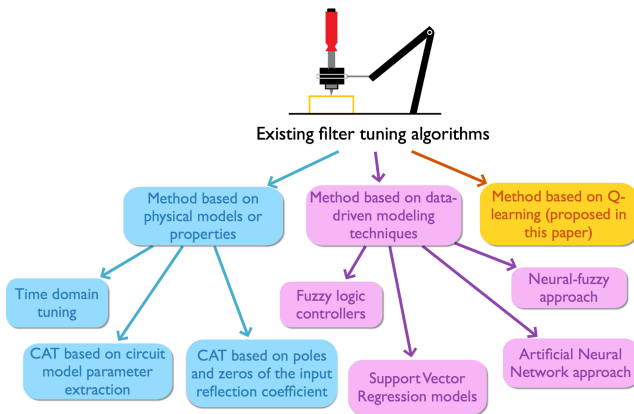 Existing filter tuning algorithms
Method based on
physical models or
properties
Method based on data-
driven modeling
techniques
Method based on Q-
learning (proposed in
this paper)
Time domain
tuning
CAT based on circuit
model parameter
extraction
CAT based on poles
and zeros of the input
reflection coefficient
Fuzzy logic
controllers
Support Vector
Regression models
Neural-fuzzy
approach
Artificial Neural
Network approach